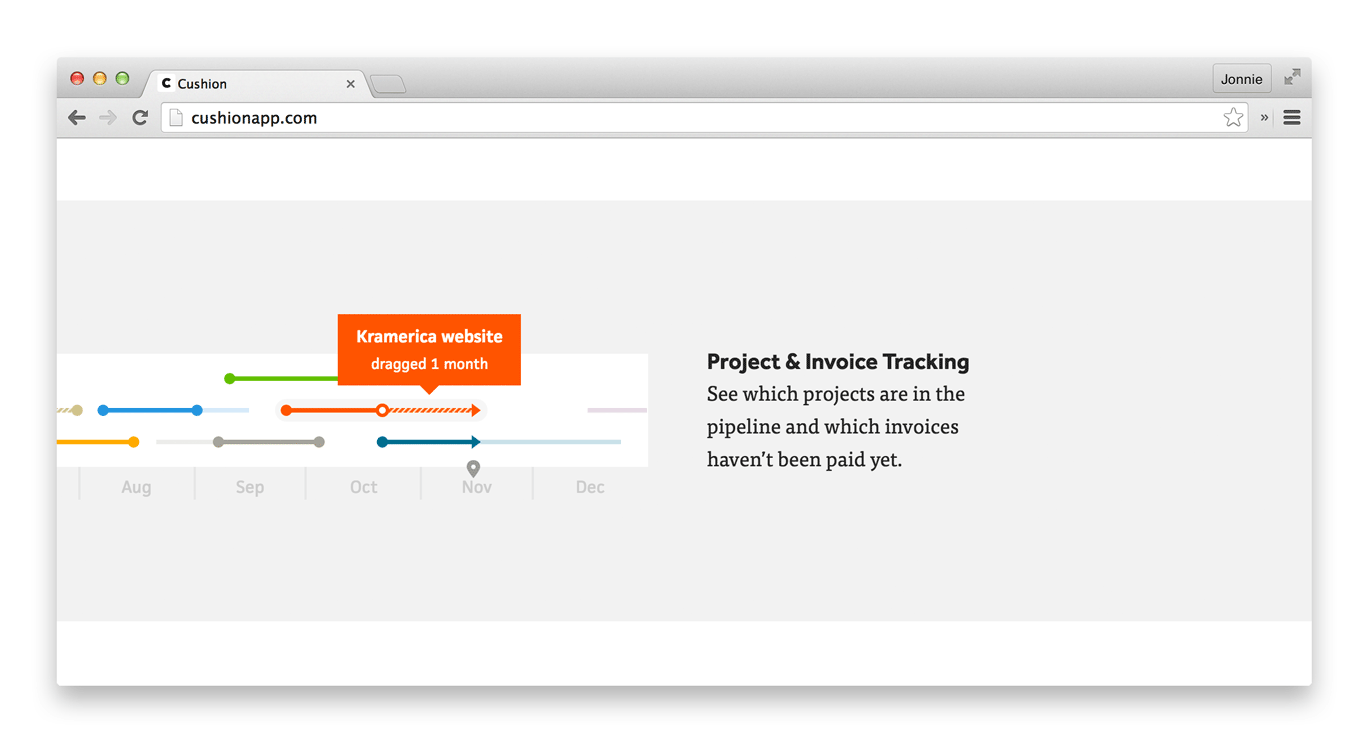 C Cushion
Jonnie
cushionapp.com
Kramerica website
dragged 1 month
Aug Sep Oct Nov Dec
Project & Invoice Tracking
See which projects are in the
pipeline and which invoices
haven’t been paid yet.